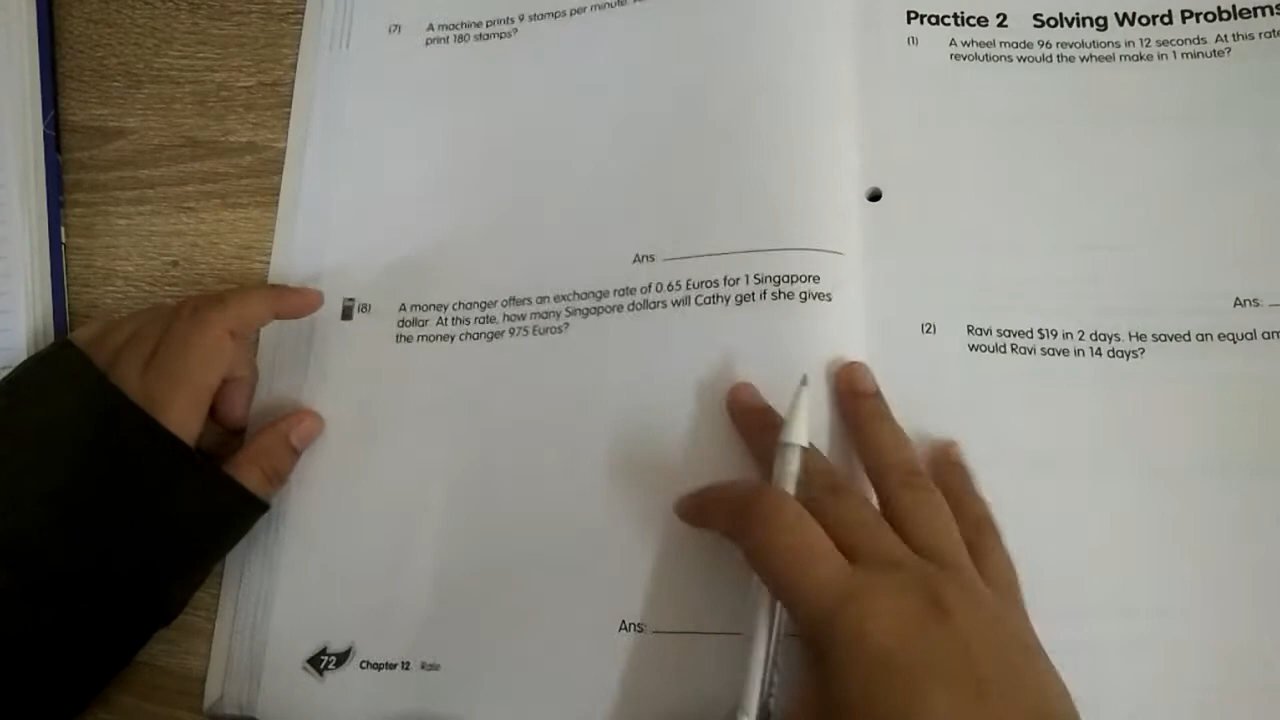 (7) A machine prints 9 stamps per minute.
print 180 stamps?
Ans
(8) A money changer offers an exchange rate of 0.65 Euros for 1 Singapore
dollar. At this rate, how many Singapore dollars will Cathy get if she gives
the money changer 975 Euros?
Ans:
72 Chapter 12 Rate
Practice 2 Solving Word Problems
(1) A wheel made 96 revolutions in 12 seconds. At this rate
revolutions would the wheel make in 1 minute?
Ans:
(2) Ravi saved $19 in 2 days. He saved an equal
would Ravi save in 14 days?